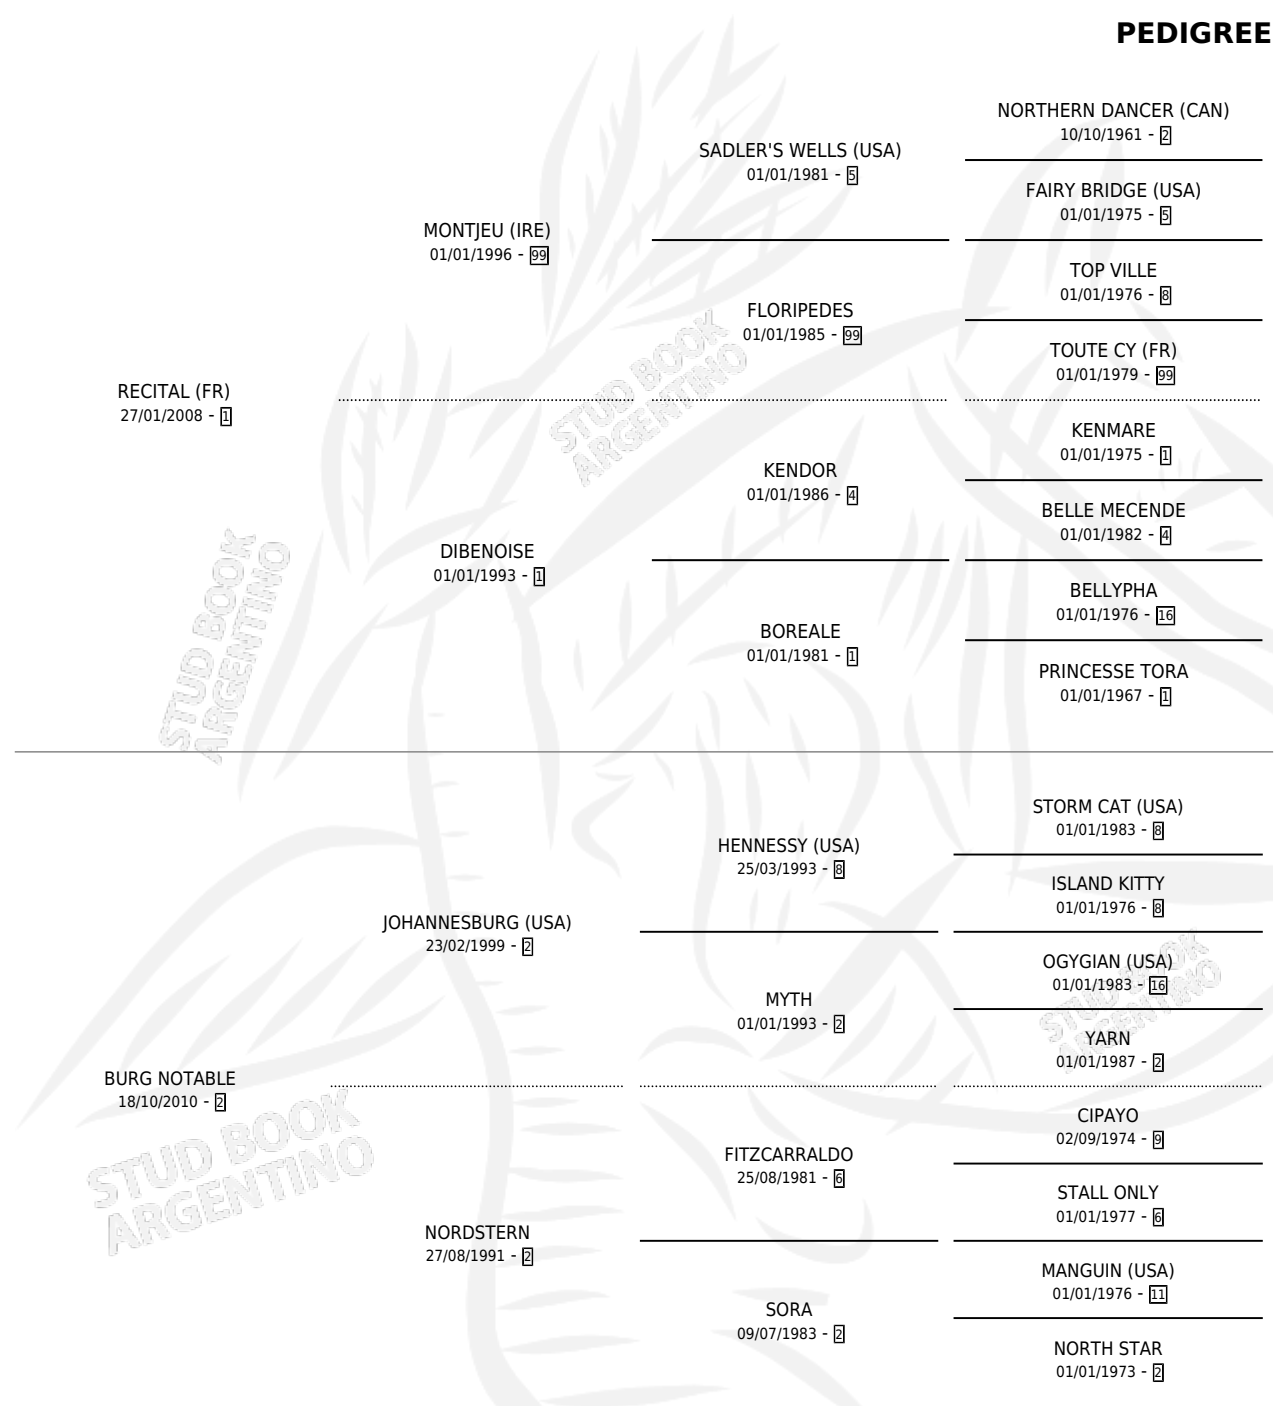 PEDIGREE
NORTHERN DANCER (CAN)
10/10/1961 - 2
SADLER'S WELLS (USA)
01/01/1981 - 5
FAIRY BRIDGE (USA)
01/01/1975 - 5
MONTJEU (IRE)
01/01/1996 - 99
TOP VILLE
01/01/1976 - 8
FLORIPEDES
01/01/1985 - 99
TOUTE CY (FR)
01/01/1979 - 99
RECITAL (FR)
27/01/2008 - 1
STUD BOOK
ARGENTINO
KENMARE
01/01/1975 - 1
KENDOR
01/01/1986 - 4
BELLE MECENDE
01/01/1982 - 4
DIBENOISE
01/01/1993 - 1
BELLYPHA
01/01/1976 - 16
BOREALE
01/01/1981 - 1
PRINCESSE TORA
01/01/1967 - 1
STUD BOOK
ARGENTINO
STORM CAT (USA)
01/01/1983 - 8
HENNESSY (USA)
25/03/1993 - 8
ISLAND KITTY
01/01/1976 - 8
JOHANNESBURG (USA)
23/02/1999 - 2
OGYGIAN (USA)
01/01/1983 - 16
MYTH
01/01/1993 - 2
YARN
01/01/1987 - 2
STUD BOOK
ARGENTINO
BURG NOTABLE
18/10/2010 - 2
CIPAYO
02/09/1974 - 9
FITZCARRALDO
25/08/1981 - 6
STALL ONLY
01/01/1977 - 6
STUD BOOK
ARGENTINO
NORDSTERN
27/08/1991 - 2
MANGUIN (USA)
01/01/1976 - 11
SORA
09/07/1983 - 2
NORTH STAR
01/01/1973 - 2